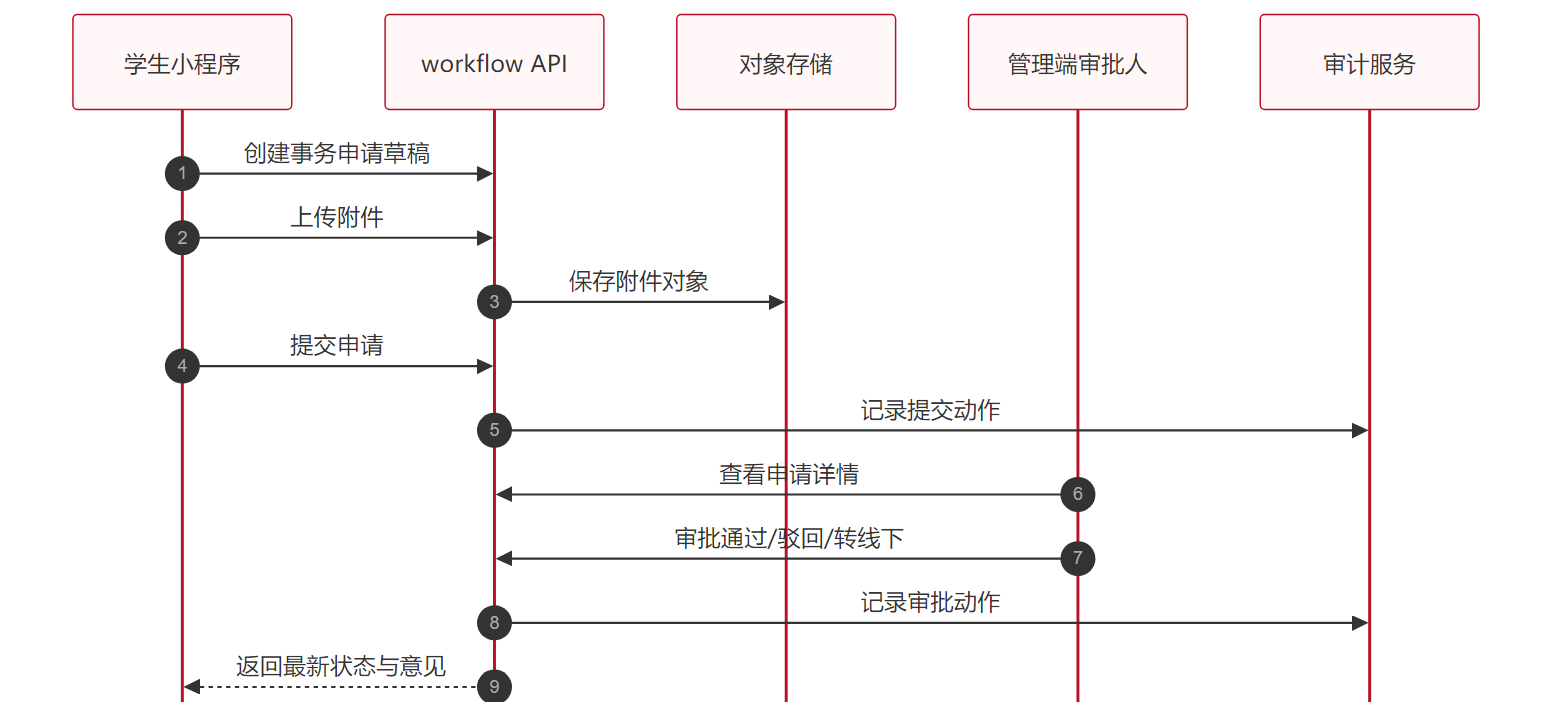 学生小程序
workflow API
对象存储
管理端审批人
审计服务
创建事务申请草稿
1
上传附件
2
保存附件对象
3
提交申请
4
记录提交动作
5
查看申请详情
6
审批通过/驳回/转线下
7
记录审批动作
8
返回最新状态与意见
9